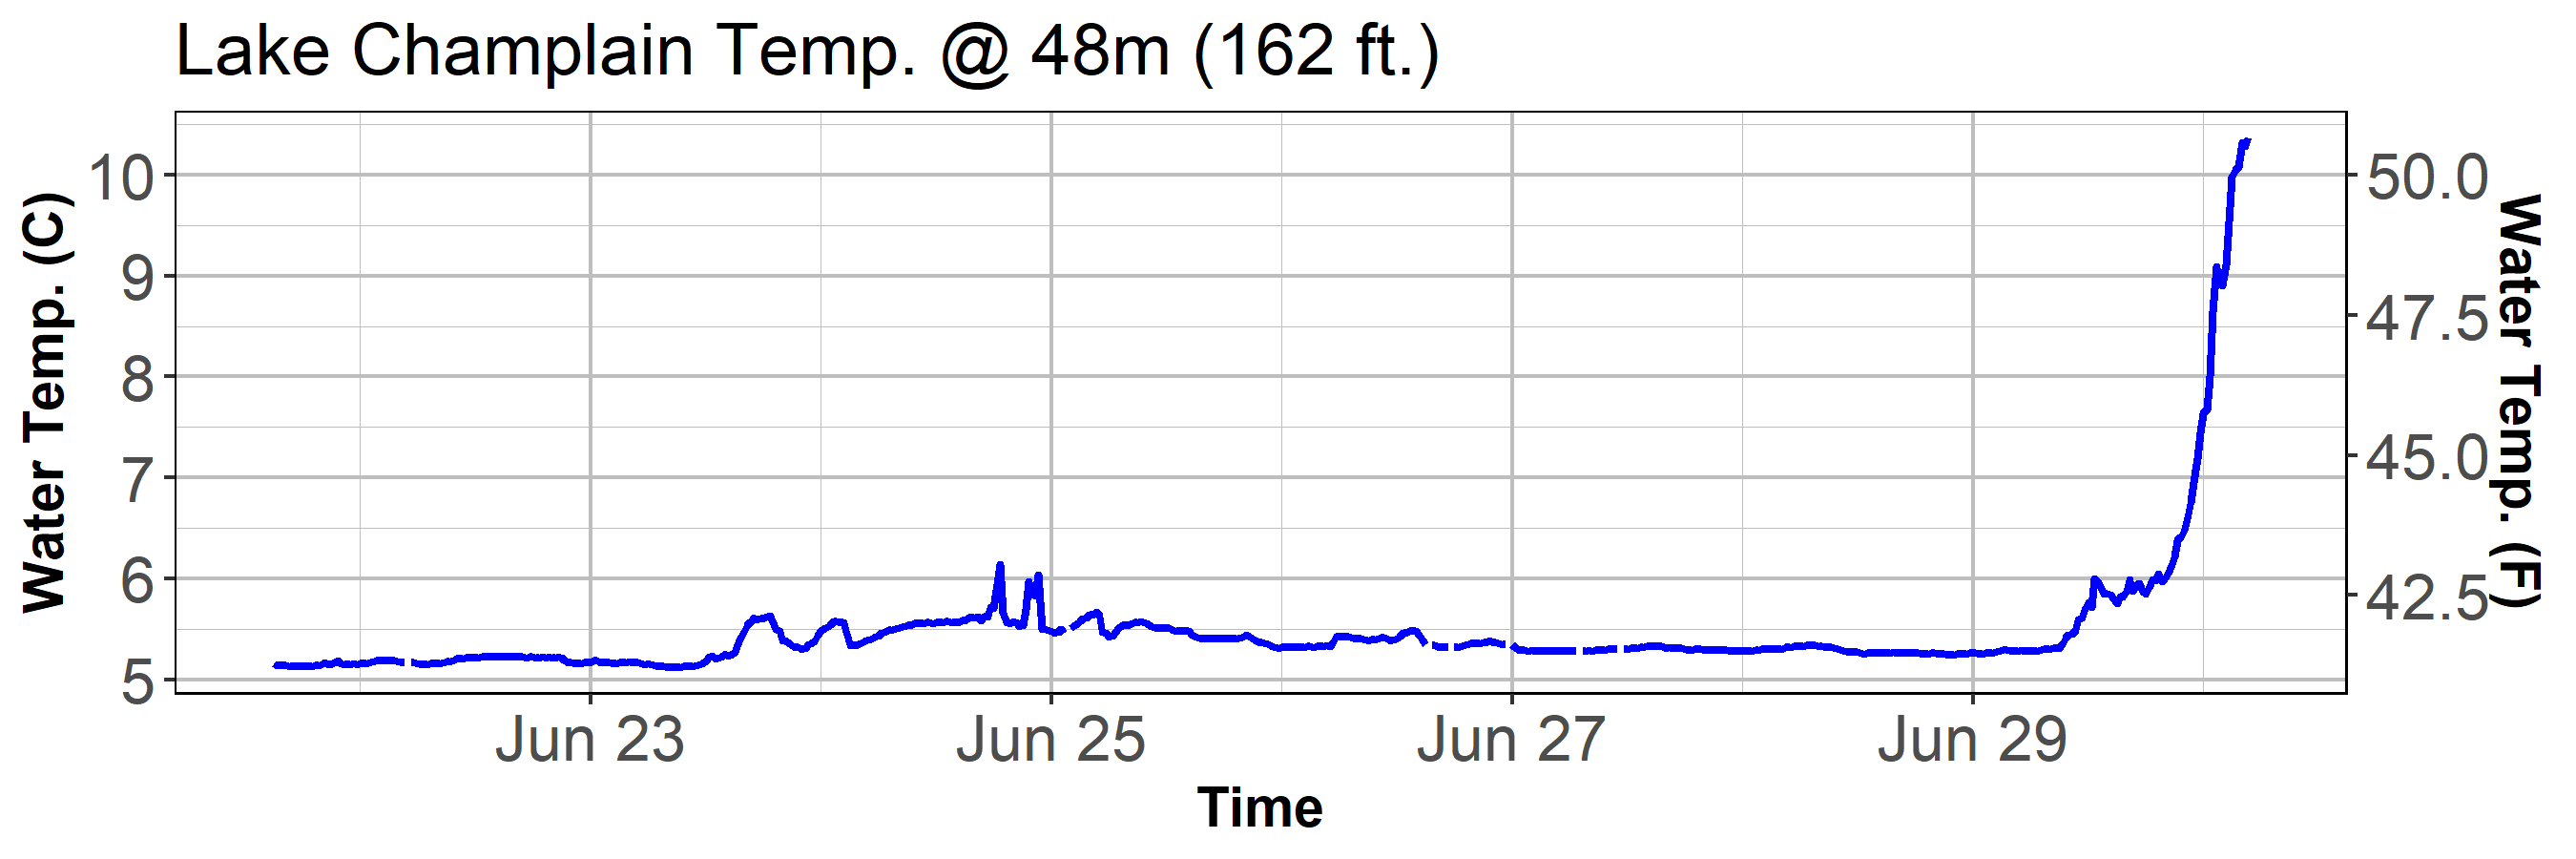 Lake Champlain Temp. @ 48m (162 ft.)
Water Temp. (C)
10
9
8
7
6
5
50.0
47.5
45.0
42.5
Water Temp. (F)
Jun 23 Jun 25 Jun 27 Jun 29
Time